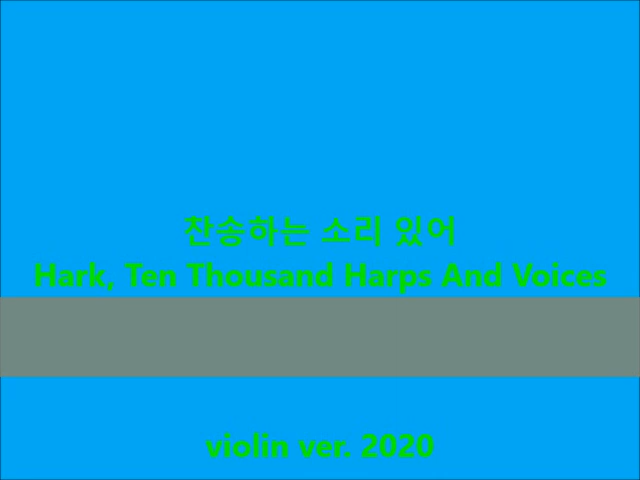 찬송하는 소리 있어
Hark, Ten Thousand Harps And Voices
violin ver. 2020